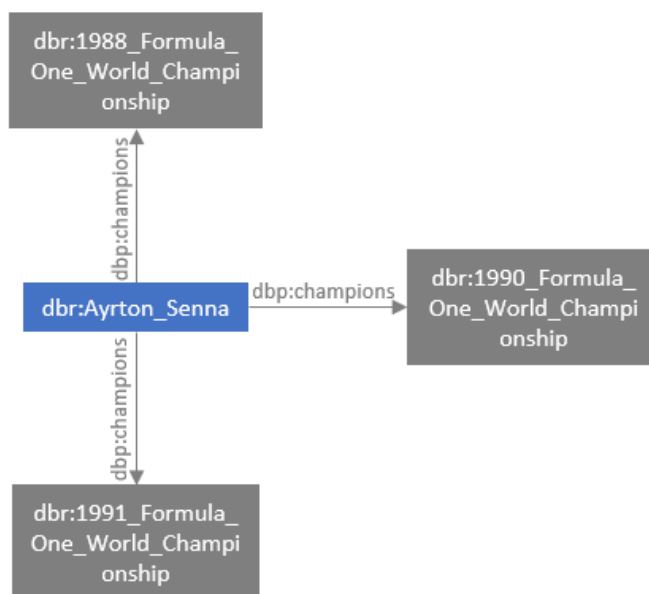 dbr:1988_Formula_
One_World_Champi
onship
dbp:champions
dbr:Ayrton_Senna
dbp:champions
dbr:1990_Formula_
One_World_Champi
onship
dbp:champions
dbr:1991_Formula_
One_World_Champi
onship